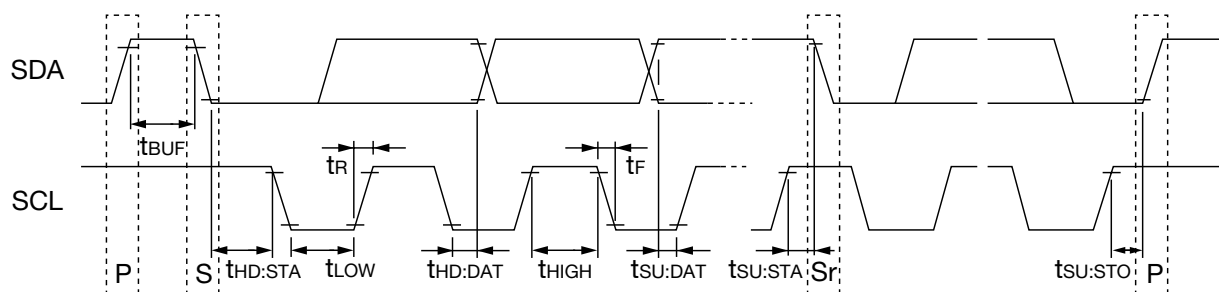 SDA
tBUF
tR
tF
SCL
P
S
tHD:STA
tLOW
tHD:DAT
tHIGH
tSU:DAT
tSU:STA
Sr
tSU:STO
P